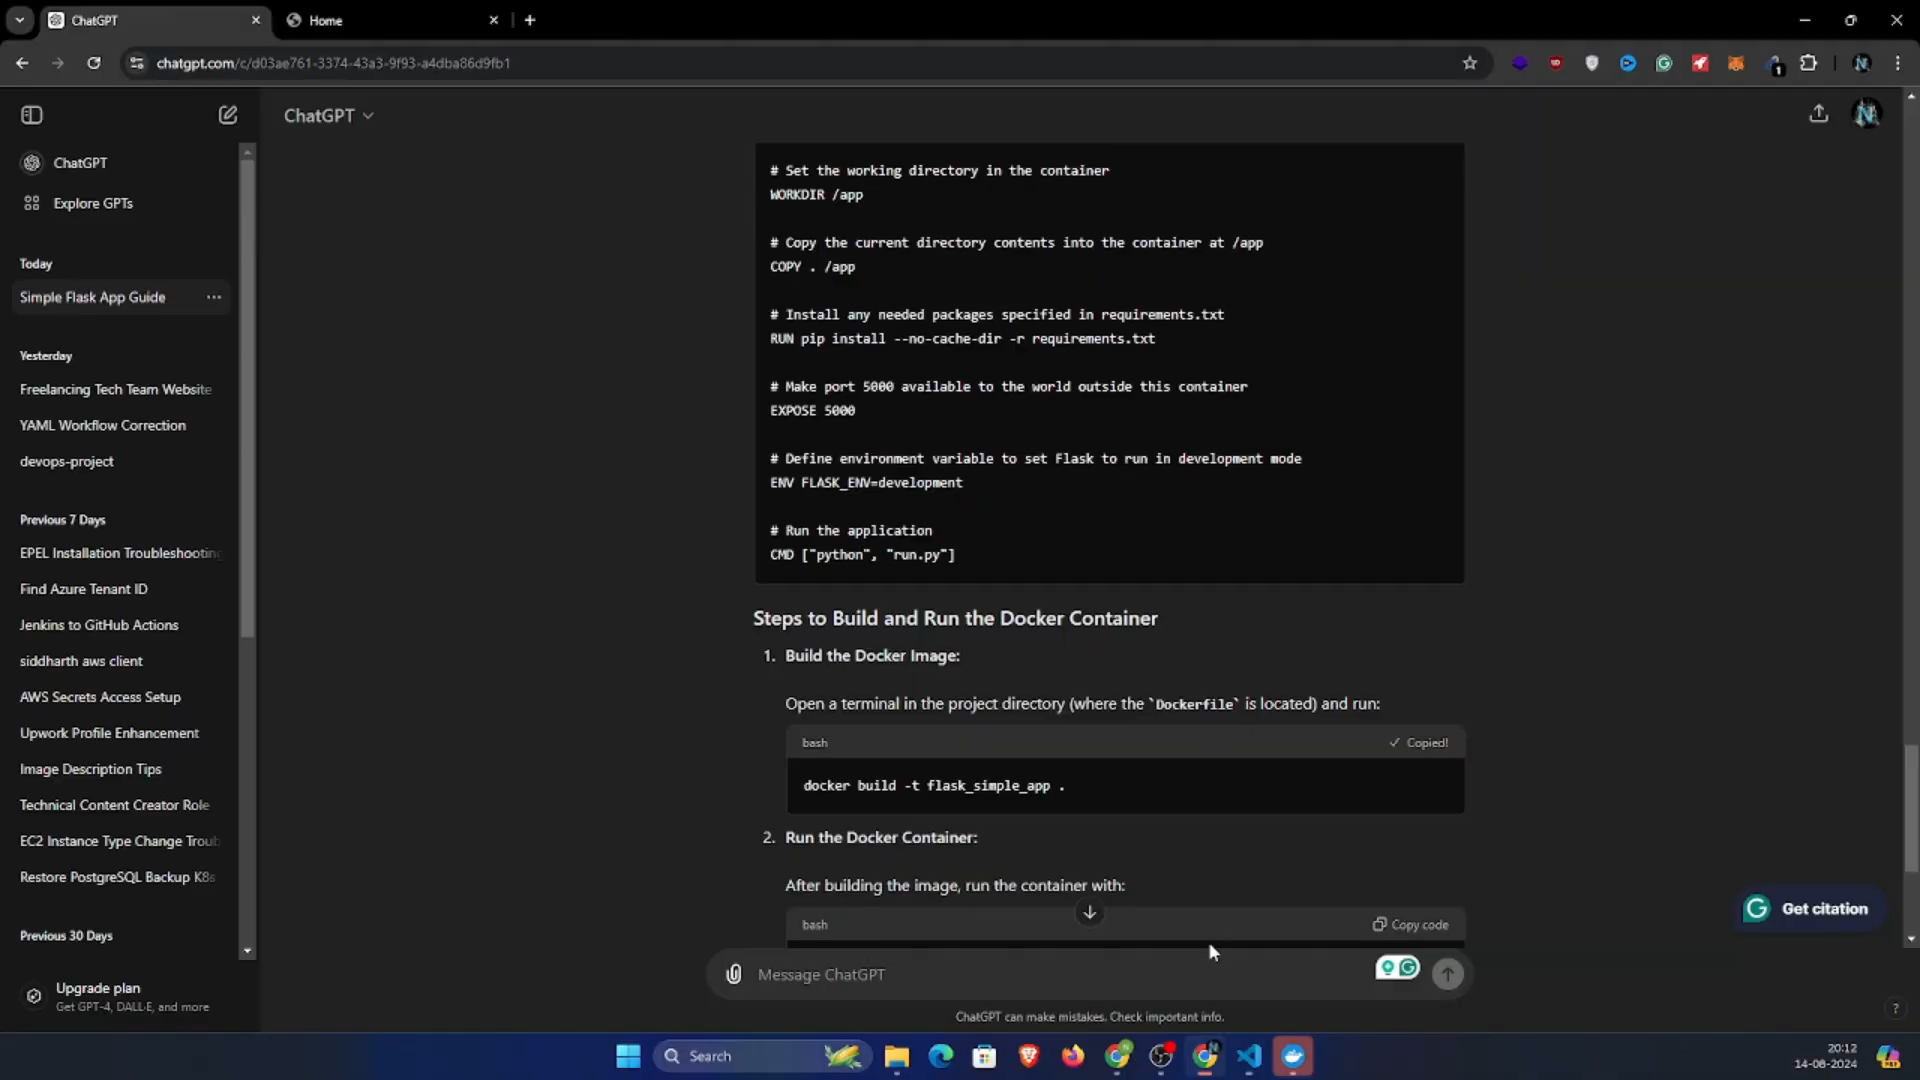 ChatGPT
Home
chatgpt.com/c/d03ae761-3374-43a3-9f93-a4dba86d9fb1
1
ChatGPT
ChatGPT
Explore GPTs
Today
Simple Flask App Guide
Yesterday
Freelancing Tech Team Website
YAML Workflow Correction
devops-project
Previous 7 Days
EPEL Installation Troubleshooting
Find Azure Tenant ID
Jenkins to GitHub Actions
siddharth aws client
AWS Secrets Access Setup
Upwork Profile Enhancement
Image Description Tips
Technical Content Creator Role
EC2 Instance Type Change Troub
Restore PostgreSQL Backup K8s
Previous 30 Days
Upgrade plan
Get GPT-4, DALL·E, and more
# Set the working directory in the container
WORKDIR /app
# Copy the current directory contents into the container at /app
COPY . /app
# Install any needed packages specified in requirements.txt
RUN pip install --no-cache-dir -r requirements.txt
# Make port 5000 available to the world outside this container
EXPOSE 5000
# Define environment variable to set Flask to run in development mode
ENV FLASK_ENV=development
# Run the application
CMD ["python", "run.py"]
Steps to Build and Run the Docker Container
1. Build the Docker Image:
Open a terminal in the project directory (where the `Dockerfile` is located) and run:
bash
Copied!
docker build -t flask_simple_app .
2. Run the Docker Container:
After building the image, run the container with:
bash
Copy code
Get citation
Message ChatGPT
ChatGPT can make mistakes. Check important info.
?
Search
20:12
14-08-2024